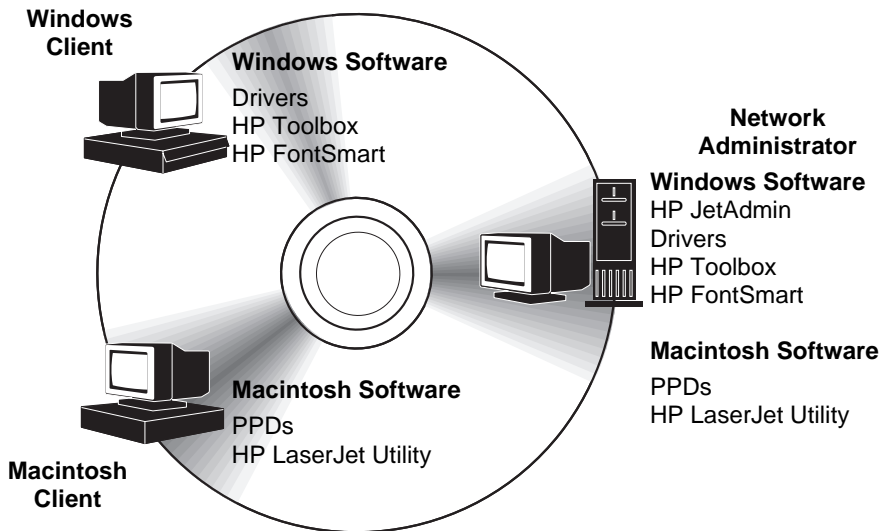 Windows
Client
Windows Software
Drivers
HP Toolbox
HP FontSmart
Network
Administrator
Windows Software
HP JetAdmin
Drivers
HP Toolbox
HP FontSmart
Macintosh Software
PPDs
HP LaserJet Utility
Macintosh Software
PPDs
HP LaserJet Utility
Macintosh
Client